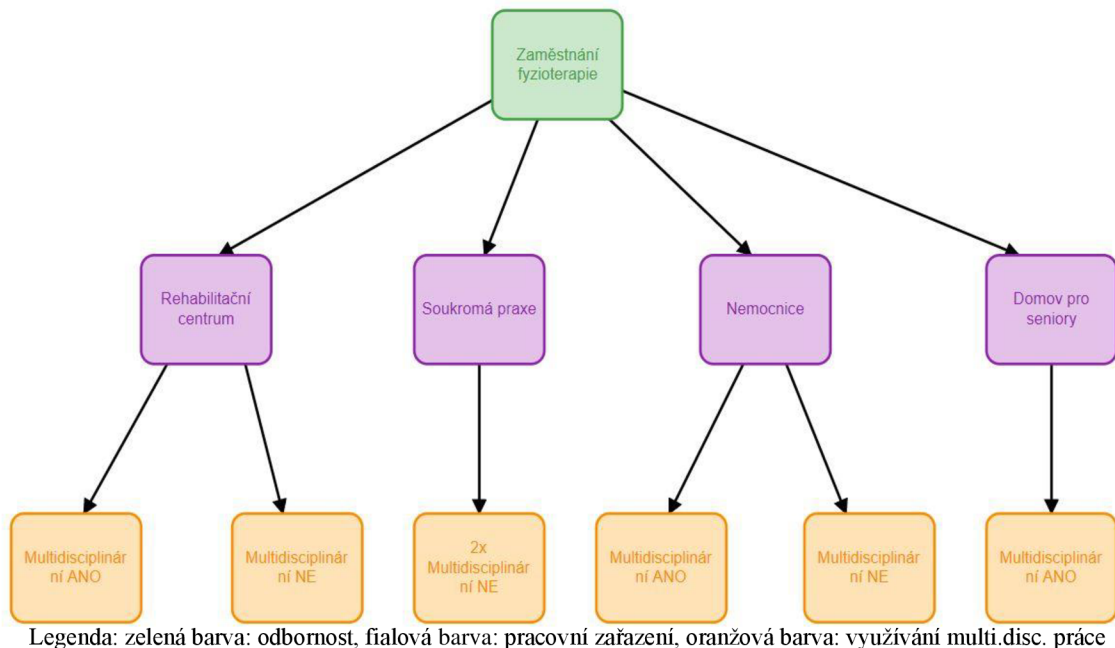 Zaměstnání
fyzioterapie
Rehabilitační
centrum
Soukromá praxe
Nemocnice
Domov pro
seniory
Multidisciplinár
ní ANO
Multidisciplinár
ní NE
2x
Multidisciplinár
ní NE
Multidisciplinár
ní ANO
Multidisciplinár
ní NE
Multidisciplinár
ní ANO
Legenda: zelená barva: odbornost, fialová barva: pracovní zařazení, oranžová barva: využívání multi.disc. práce